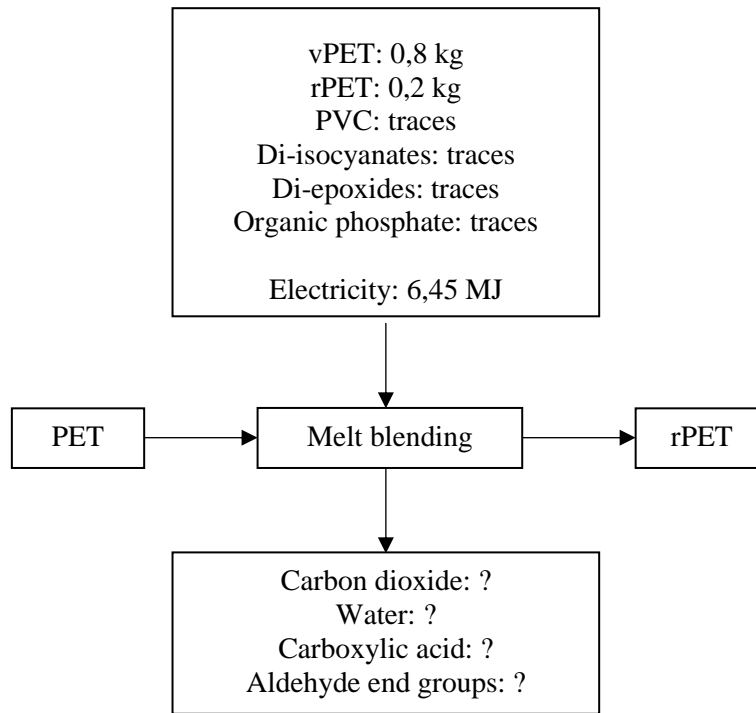 vPET: 0,8 kg
rPET: 0,2 kg
PVC: traces
Di-isocyanates: traces
Di-epoxides: traces
Organic phosphate: traces
Electricity: 6,45 MJ
PET
Melt blending
rPET
Carbon dioxide: ?
Water: ?
Carboxylic acid: ?
Aldehyde end groups: ?